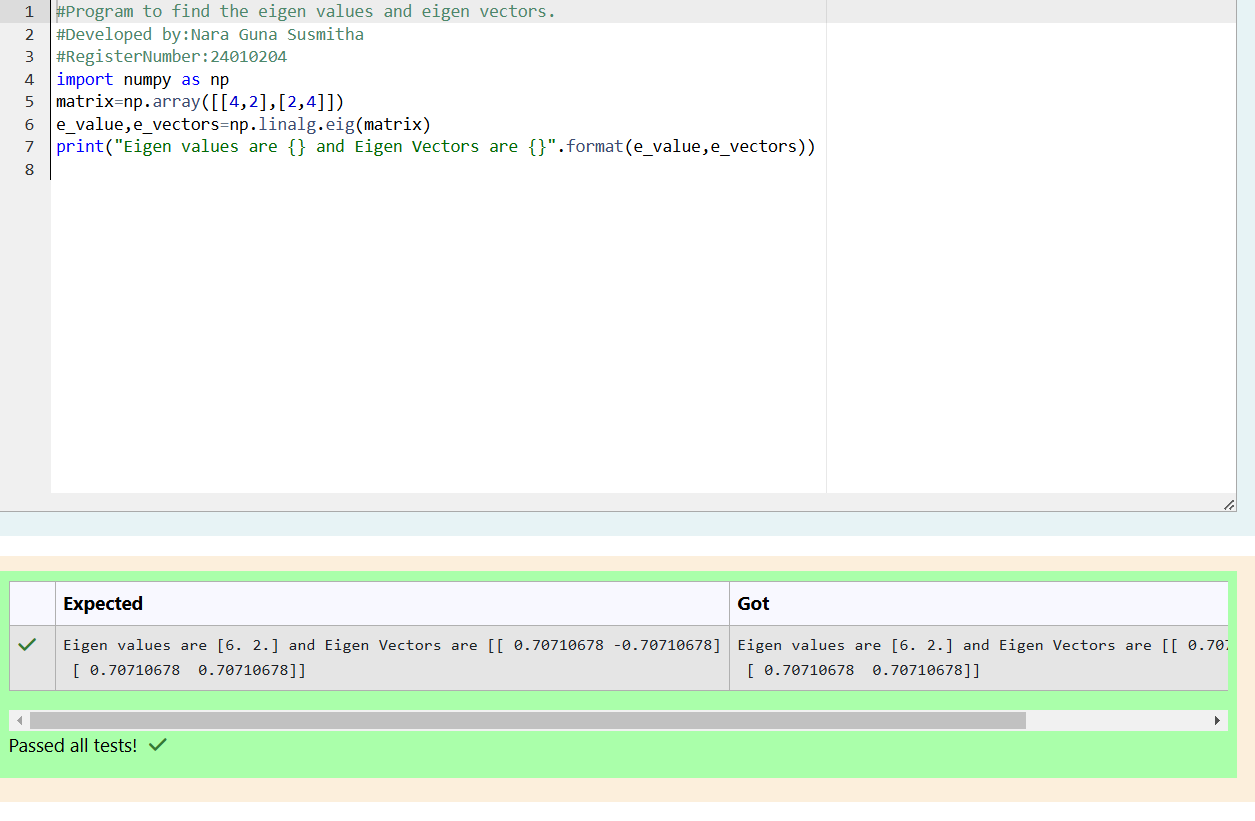 1 #Program to find the eigen values and eigen vectors.
2 #Developed by:Nara Guna Susmitha
3 #RegisterNumber:24010204
4 import numpy as np
5 matrix=np.array([[4,2],[2,4]])
6 e_value,e_vectors=np.linalg.eig(matrix)
7 print("Eigen values are {} and Eigen Vectors are {}".format(e_value,e_vectors))
8
Expected Got
Eigen values are [6. 2.] and Eigen Vectors are [[ 0.70710678 -0.70710678] Eigen values are [6. 2.] and Eigen Vectors are [[ 0.707
[ 0.70710678  0.70710678]] [ 0.70710678  0.70710678]]
Passed all tests!